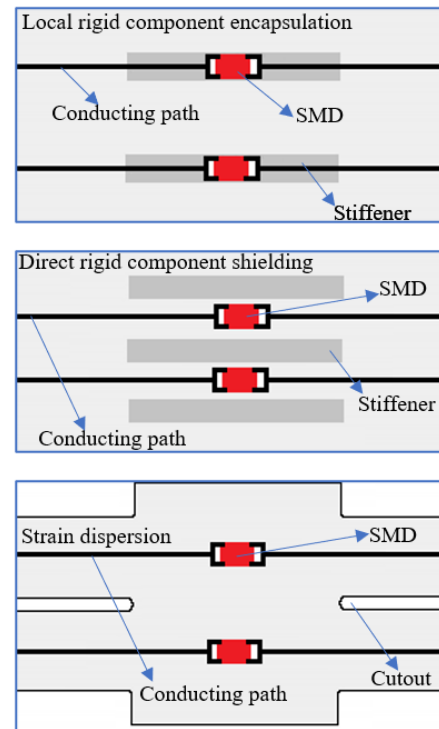 Local rigid component encapsulation
Conducting path
SMD
Stiffener
Direct rigid component shielding
SMD
Stiffener
Conducting path
Strain dispersion
SMD
Cutout
Conducting path